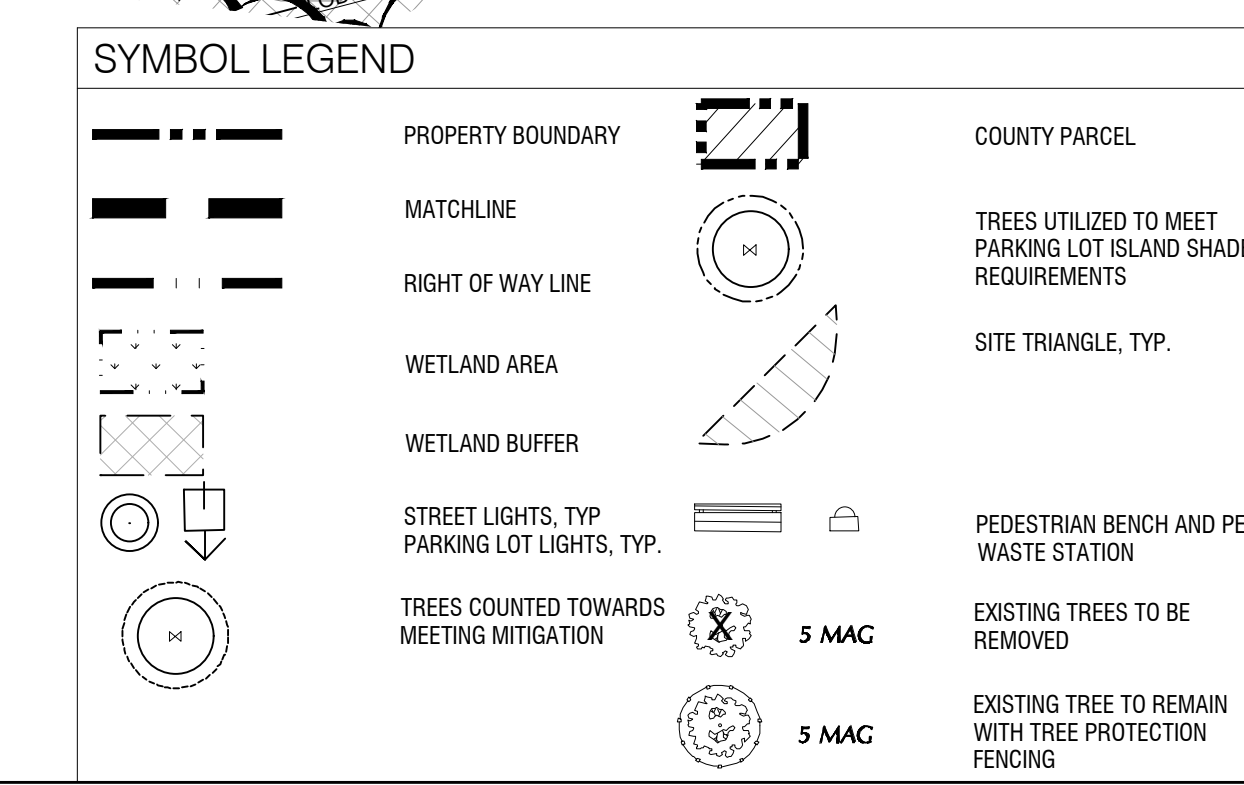 SYMBOL LEGEND
PROPERTY BOUNDARY
MATCHLINE
RIGHT OF WAY LINE
WETLAND AREA
WETLAND BUFFER
STREET LIGHTS, TYP
PARKING LOT LIGHTS, TYP.
TREES COUNTED TOWARDS
MEETING MITIGATION
COUNTY PARCEL
TREES UTILIZED TO MEET
PARKING LOT ISLAND SHADE
REQUIREMENTS
SITE TRIANGLE, TYP.
PEDESTRIAN BENCH AND PE
WASTE STATION
X
5 MAG
EXISTING TREES TO BE
REMOVED
5 MAG
EXISTING TREE TO REMAIN
WITH TREE PROTECTION
FENCING